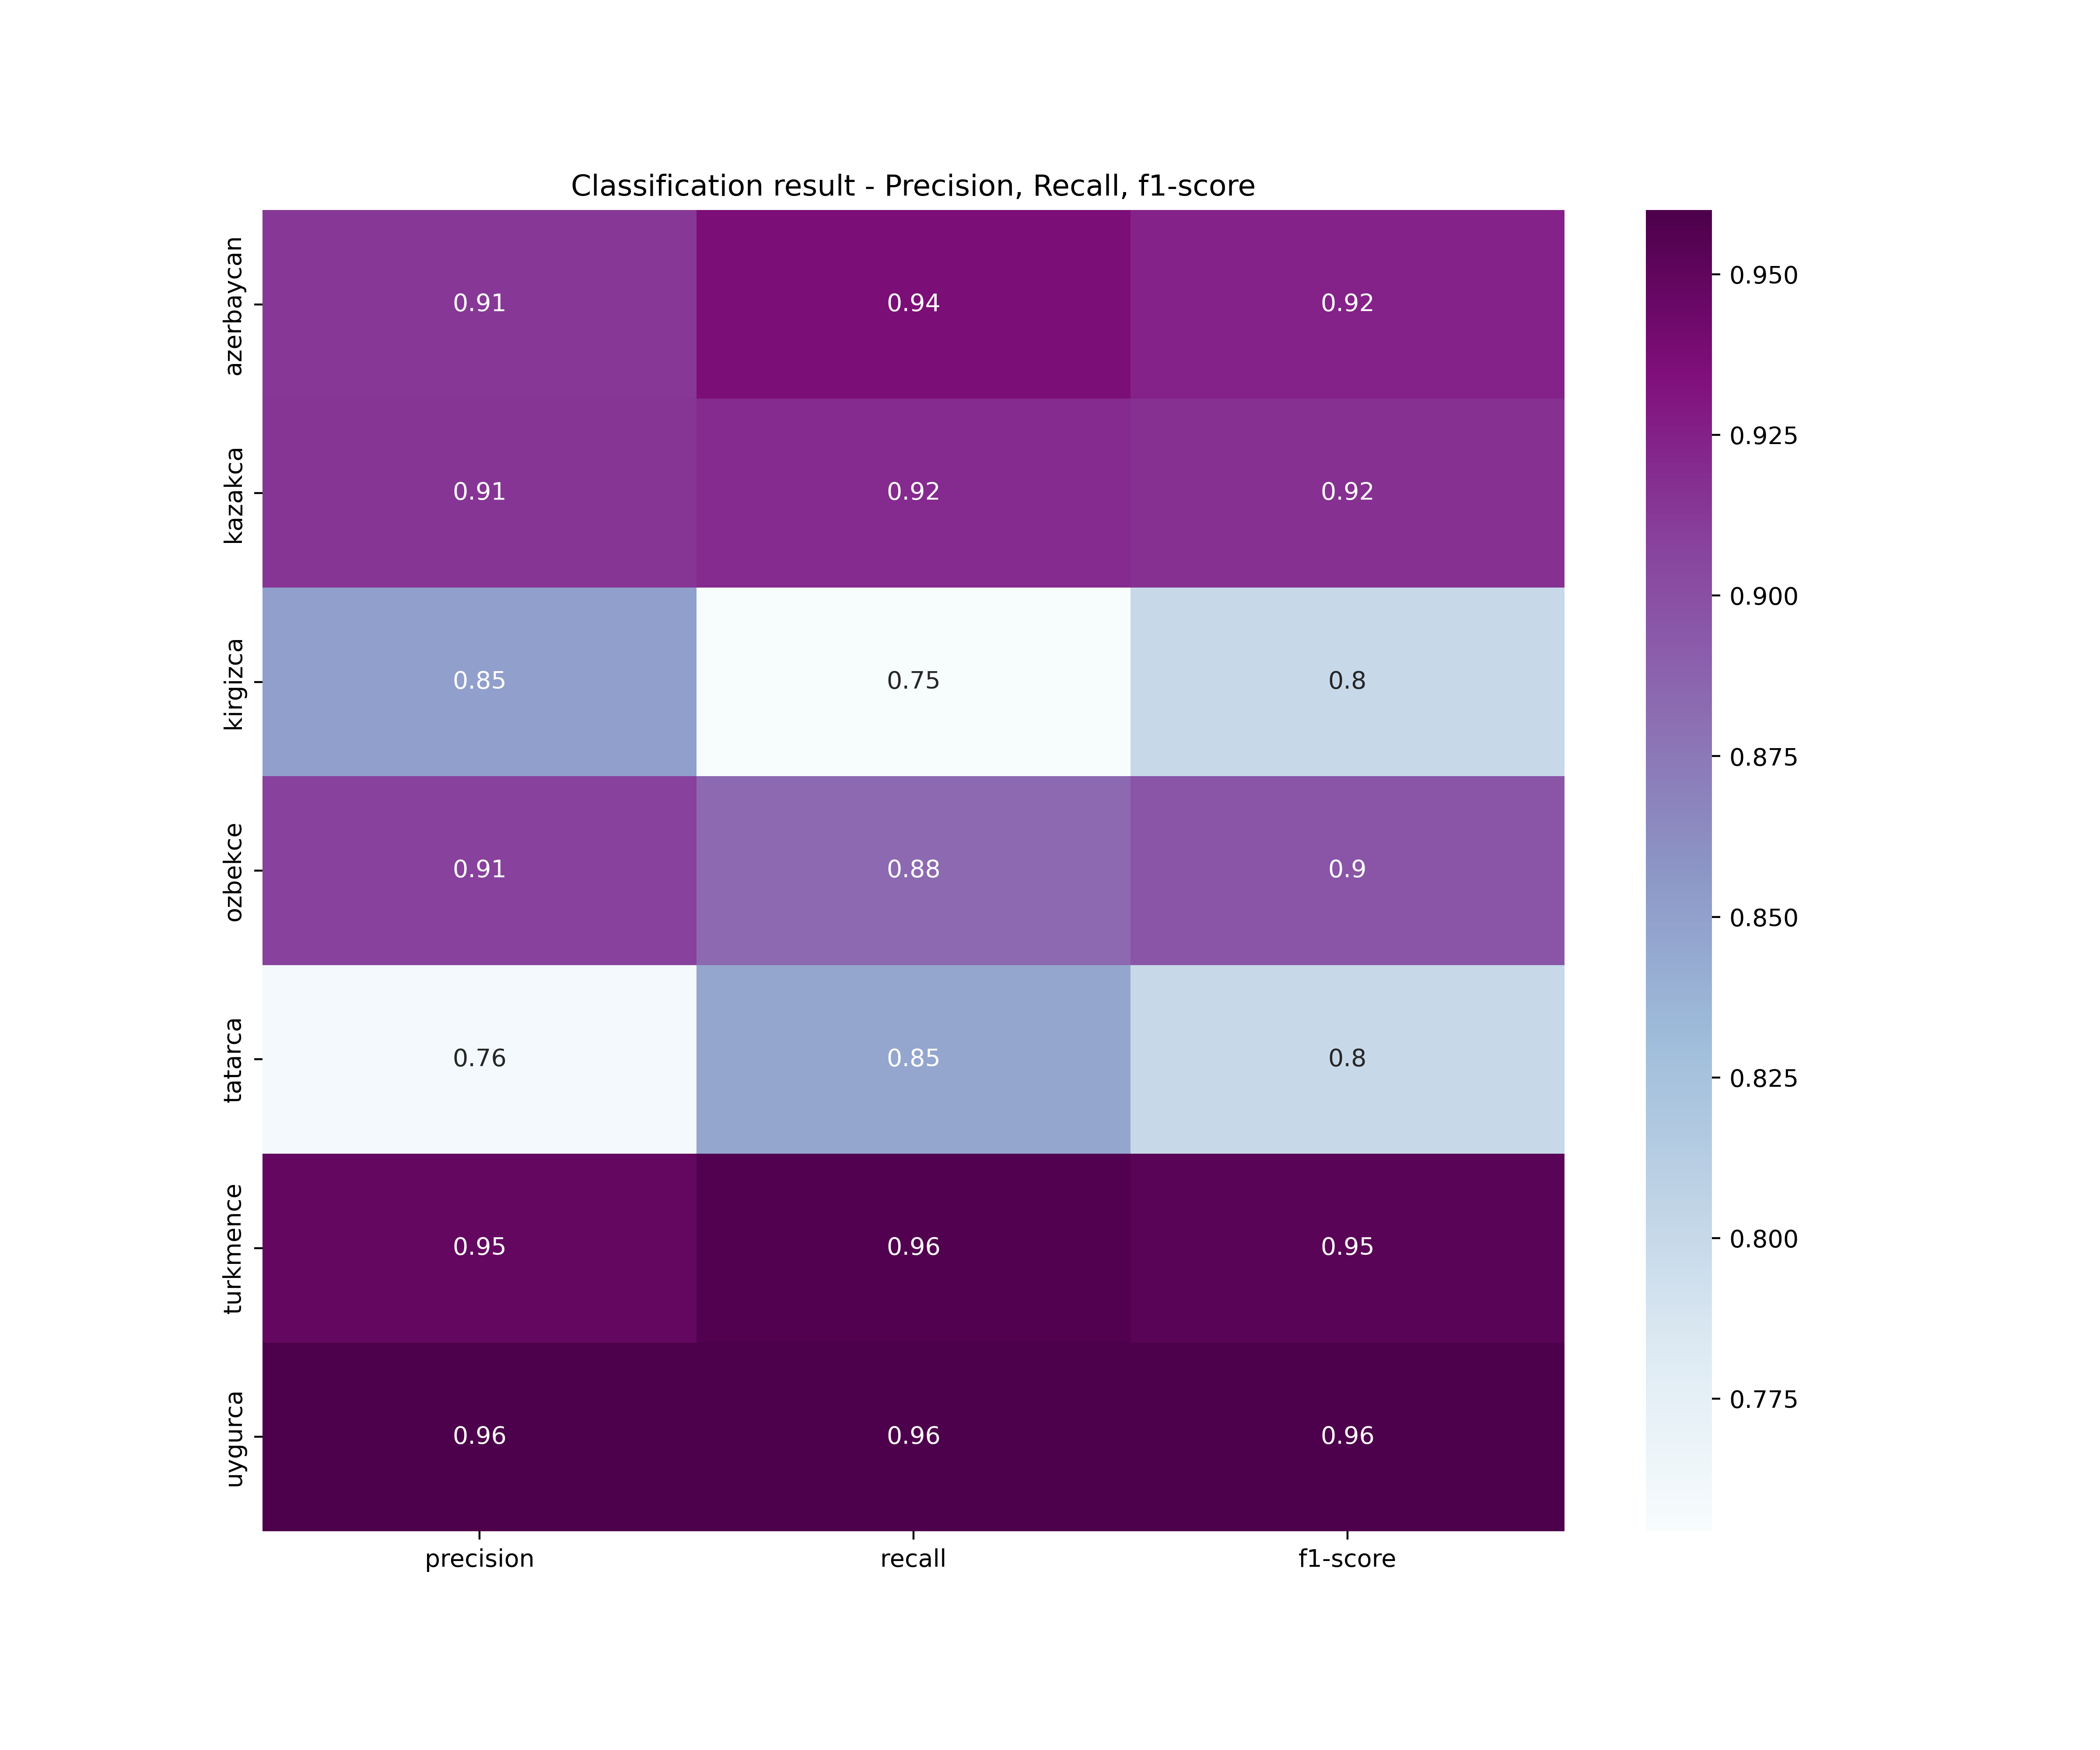 Classification result - Precision, Recall, f1-score
azerbaycan
0.91 0.94 0.92
kazakca
0.91 0.92 0.92
kirgizca
0.85 0.75 0.8
ozbekce
0.91 0.88 0.9
tatarca
0.76 0.85 0.8
turkmence
0.95 0.96 0.95
uygurca
0.96 0.96 0.96
precision recall f1-score
0.950
0.925
0.900
0.875
0.850
0.825
0.800
0.775